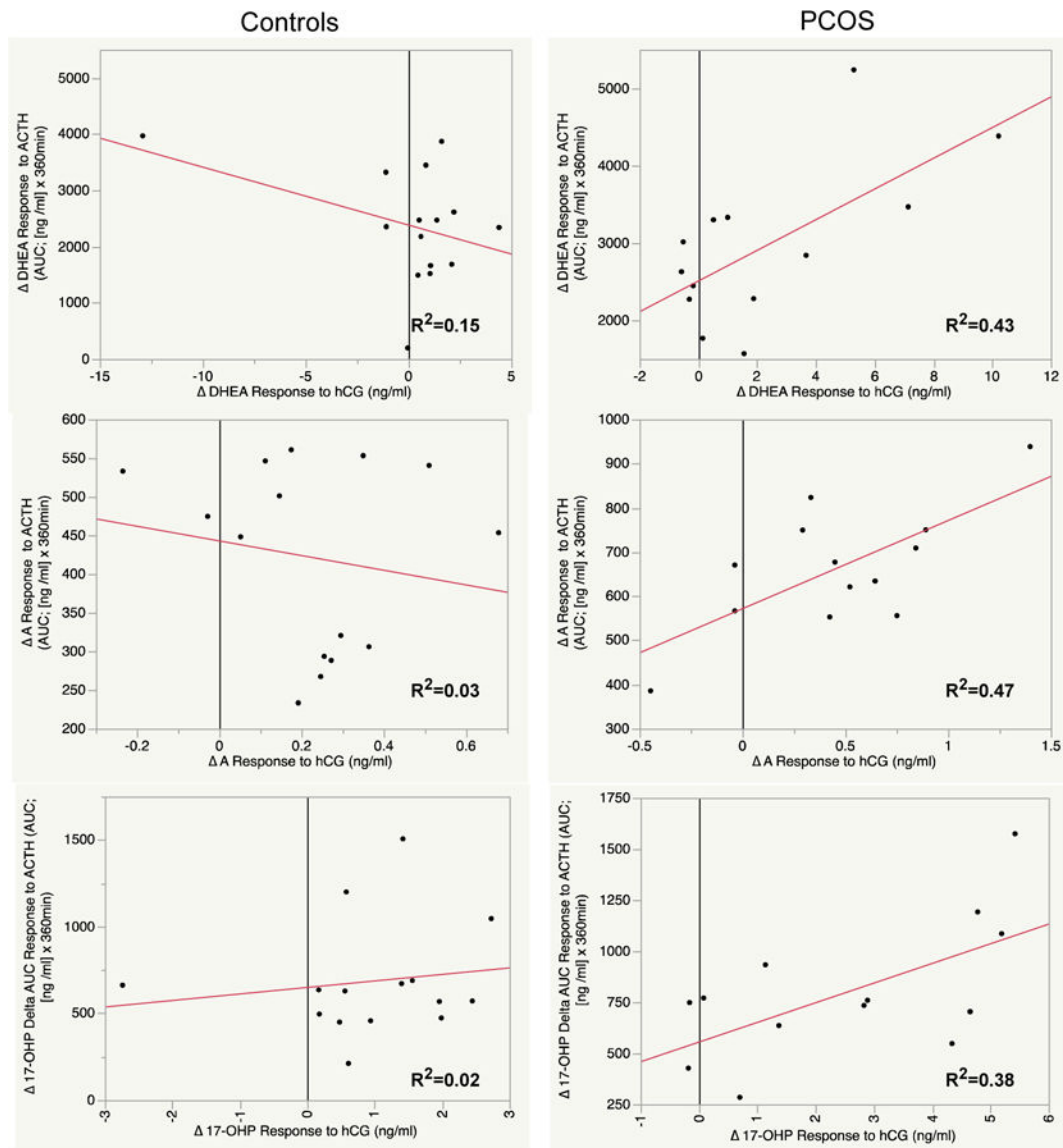 Controls
PCOS
Δ DHEA Response to ACTH
(AUC; [ng /ml] x 360min)
5000
4000
3000
2000
1000
0
R²=0.15
-15
-10
-5
0
5
Δ DHEA Response to hCG (ng/ml)
Δ DHEA Response to ACTH
(AUC; [ng /ml] x 360min)
5000
4000
3000
2000
R²=0.43
-2
0
2
4
6
8
10
12
Δ DHEA Response to hCG (ng/ml)
Δ A Response to ACTH
(AUC; [ng /ml] x 360min)
600
550
500
450
400
350
300
250
200
R²=0.03
-0.2
0
0.2
0.4
0.6
Δ A Response to hCG (ng/ml)
Δ A Response to ACTH
(AUC; [ng /ml] x 360min)
1000
900
800
700
600
500
400
300
R²=0.47
-0.5
0
0.5
1
1.5
Δ A Response to hCG (ng/ml)
Δ 17-OHP Delta AUC Response to ACTH (AUC;
[ng /ml] x 360min)
1500
1000
500
0
R²=0.02
-3
-2
-1
0
1
2
3
Δ 17-OHP Response to hCG (ng/ml)
Δ 17-OHP Delta AUC Response to ACTH (AUC;
[ng /ml] x 360min)
1750
1500
1250
1000
750
500
250
R²=0.38
-1
0
1
2
3
4
5
6
Δ 17-OHP Response to hCG (ng/ml)